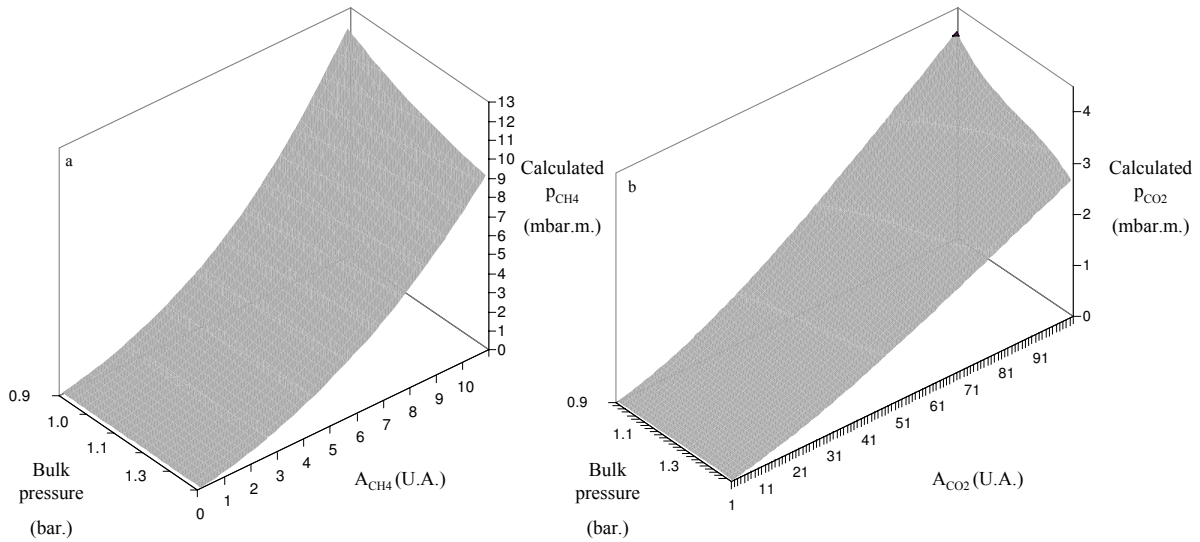 a
13
12
11
10
9
8
7
6
5
4
3
2
1
0
Calculated
pCH4
(mbar.m.)
0.9
1.0
1.1
1.3
Bulk
pressure
(bar.)
0
1
2
3
4
5
6
7
8
9
10
ACH4 (U.A.)
b
4
3
2
1
0
Calculated
pCO2
(mbar.m.)
0.9
1.1
1.3
Bulk
pressure
(bar.)
1
11
21
31
41
51
61
71
81
91
ACO2 (U.A.)